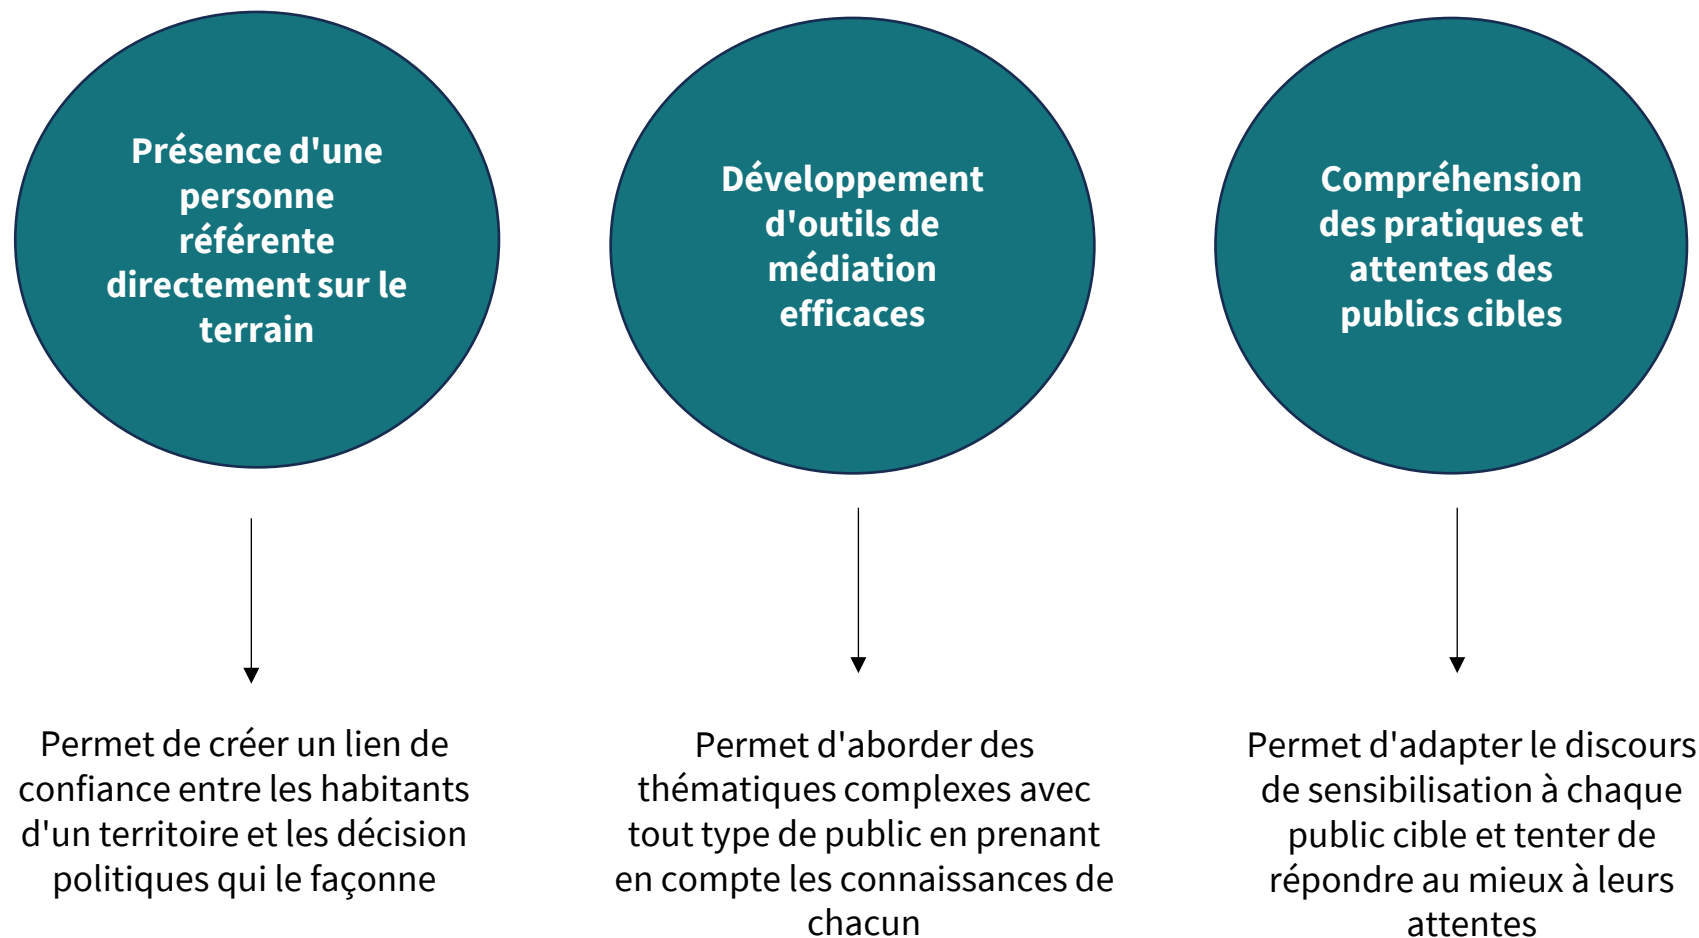 Présence d'une
personne
référente
directement sur le
terrain
Développement
d'outils de
médiation
efficaces
Compréhension
des pratiques et
attentes des
publics cibles
Permet de créer un lien de
confiance entre les habitants
d'un territoire et les décision
politiques qui le façonne
Permet d'aborder des
thématiques complexes avec
tout type de public en prenant
en compte les connaissances de
chacun
Permet d'adapter le discours
de sensibilisation à chaque
public cible et tenter de
répondre au mieux à leurs
attentes